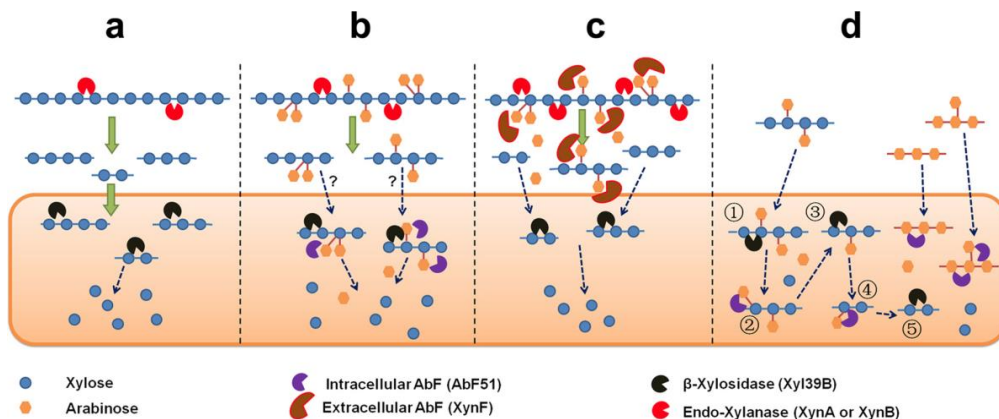 a b c d
? ?
① ③
④
② ⑤
Xylose Intracellular AbF (AbF51) β-Xylosidase (Xyl39B)
Arabinose Extracellular AbF (XynF) Endo-Xylanase (XynA or XynB)